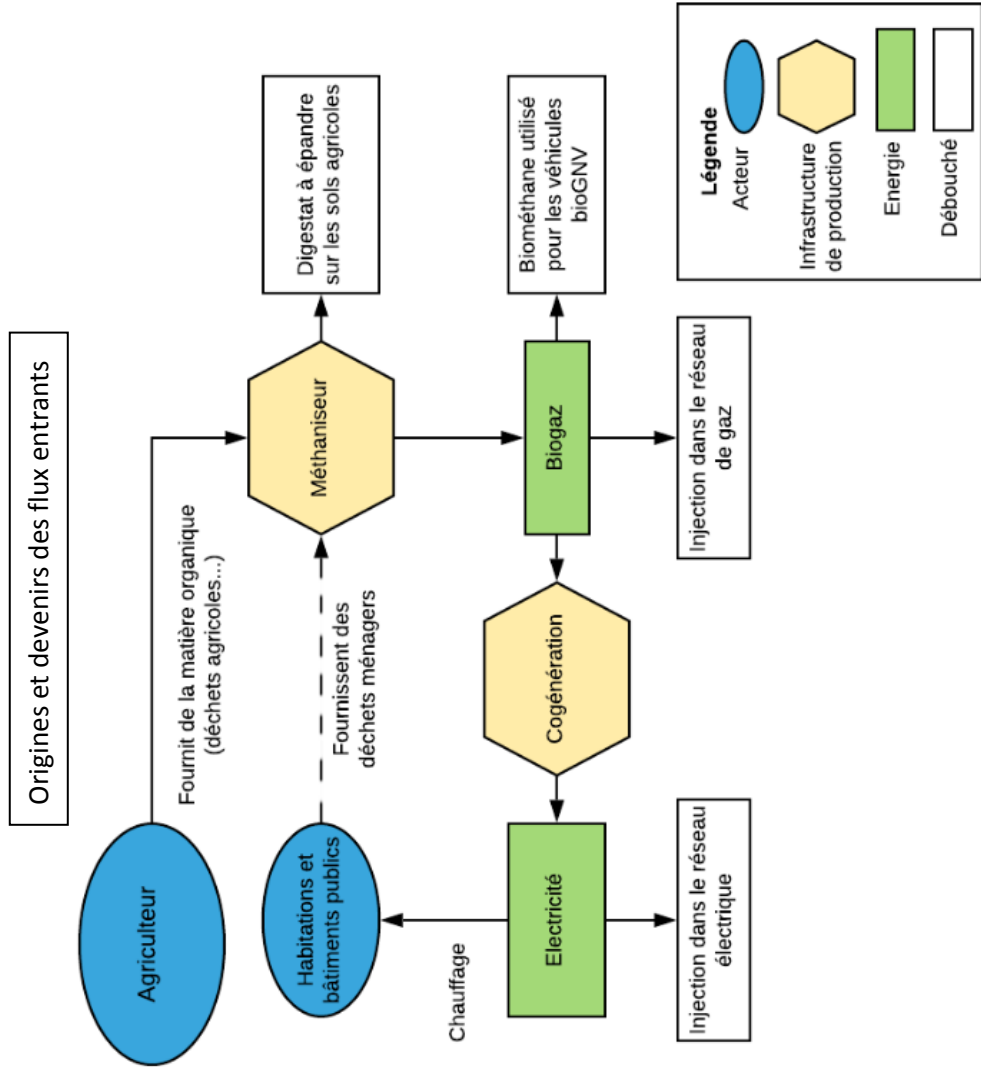 Origines et devenirs des flux entrants
Agriculteur
Fournit de la matière organique
(déchets agricoles...)
Habitations et
bâtiments publics
Fournissent des
déchets ménagers
Méthaniseur
Digestat à épandre
sur les sols agricoles
Chauffage
Electricité
Cogénération
Biogaz
Biométhane utilisé
pour les véhicules
bioGNV
Injection dans le réseau
électrique
Injection dans le réseau
de gaz
Légende
Acteur
Infrastructure
de production
Energie
Débouché